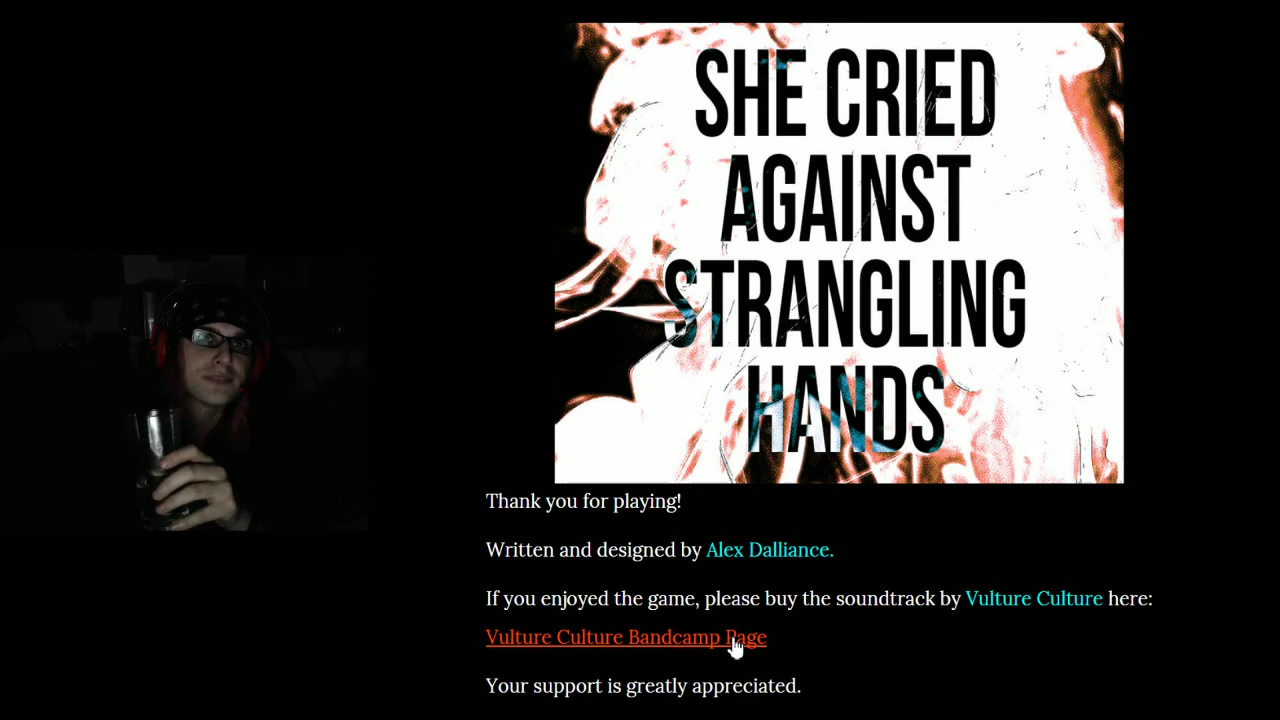 SHE CRIED
AGAINST
STRANGLING
HANDS
Thank you for playing!
Written and designed by Alex Dalliance.
If you enjoyed the game, please buy the soundtrack by Vulture Culture here:
Vulture Culture Bandcamp Page
Your support is greatly appreciated.